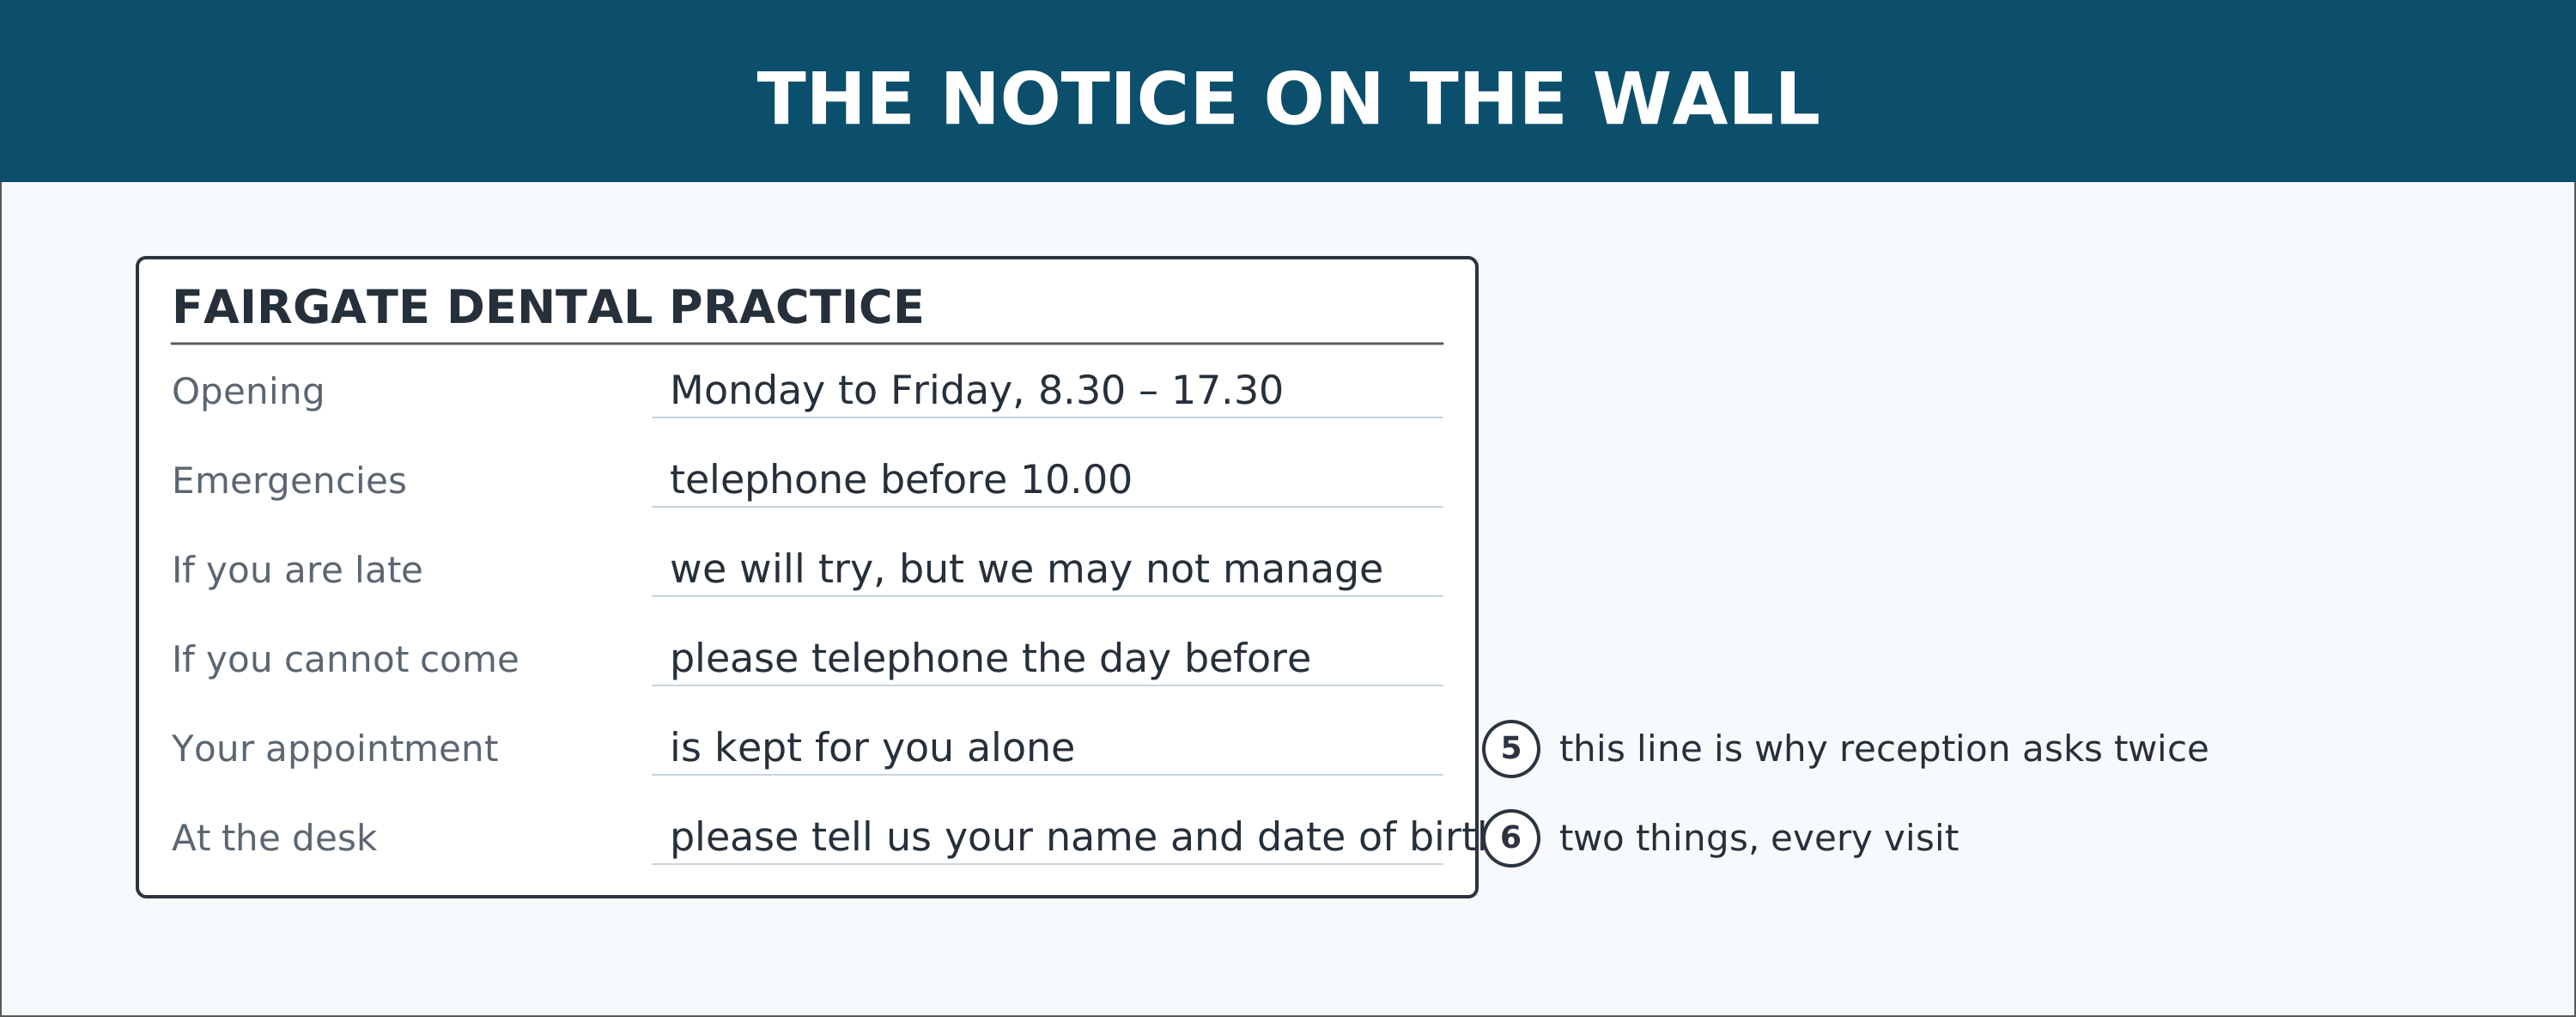 THE NOTICE ON THE WALL
FAIRGATE DENTAL PRACTICE
Opening Monday to Friday, 8.30 – 17.30
Emergencies telephone before 10.00
If you are late we will try, but we may not manage
If you cannot come please telephone the day before
Your appointment is kept for you alone 5 this line is why reception asks twice
At the desk please tell us your name and date of birth 6 two things, every visit